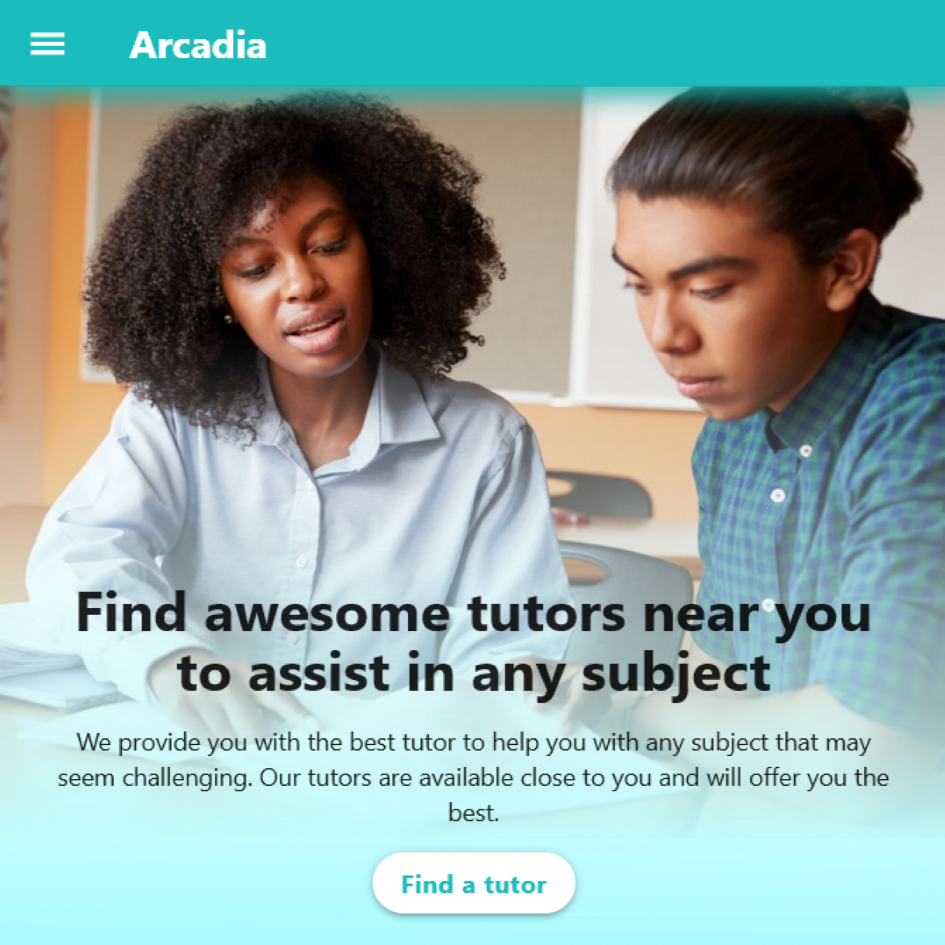 Arcadia
Find awesome tutors near you
to assist in any subject
We provide you with the best tutor to help you with any subject that may
seem challenging. Our tutors are available close to you and will offer you the
best.
Find a tutor